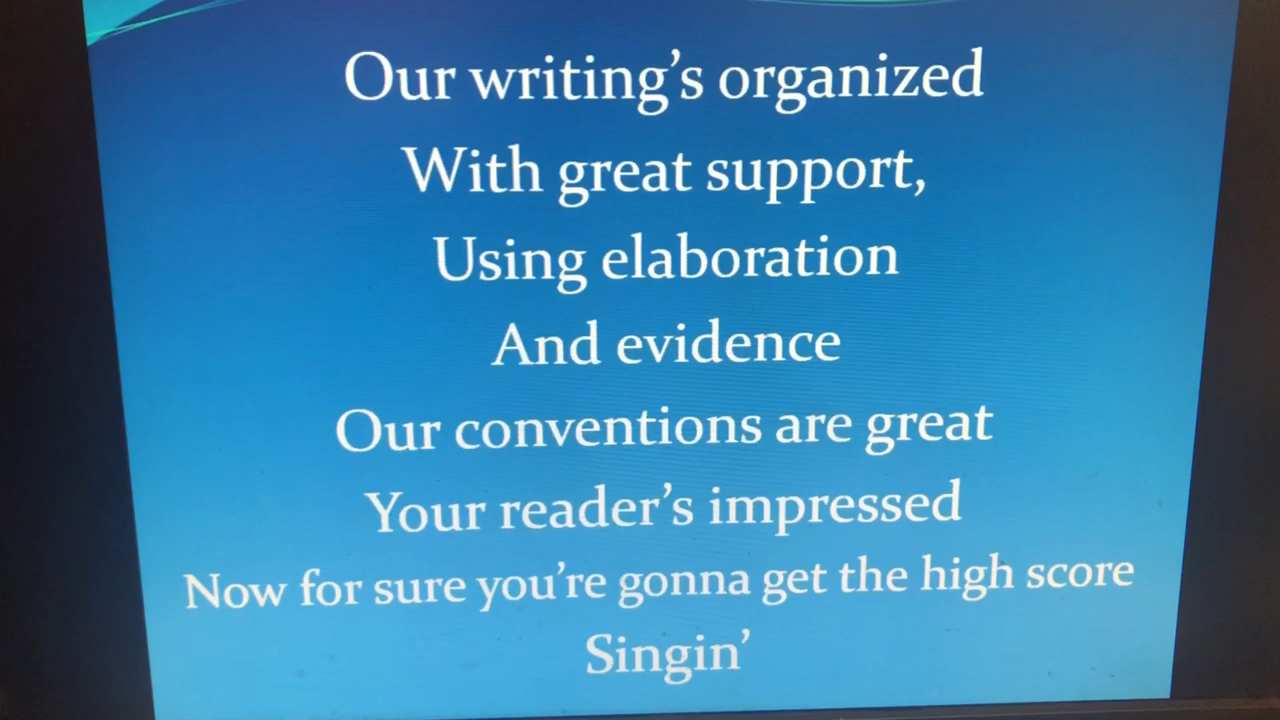 Our writing’s organized
With great support,
Using elaboration
And evidence
Our conventions are great
Your reader’s impressed
Now for sure you’re gonna get the high score
Singin’